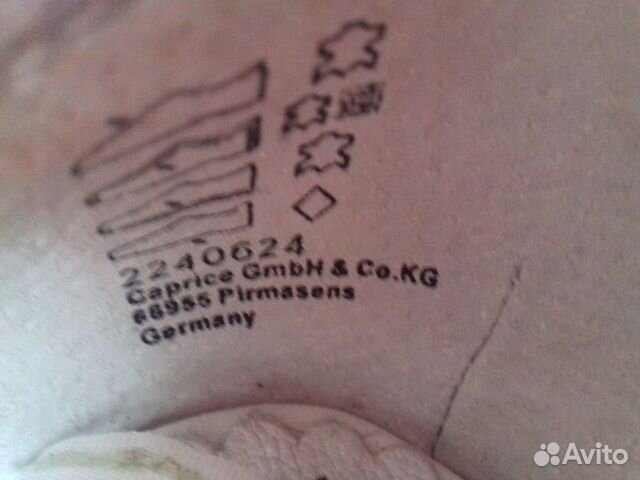 2240624
Caprice GmbH & Co.KG
66955 Pirmasens
Germany
Avito